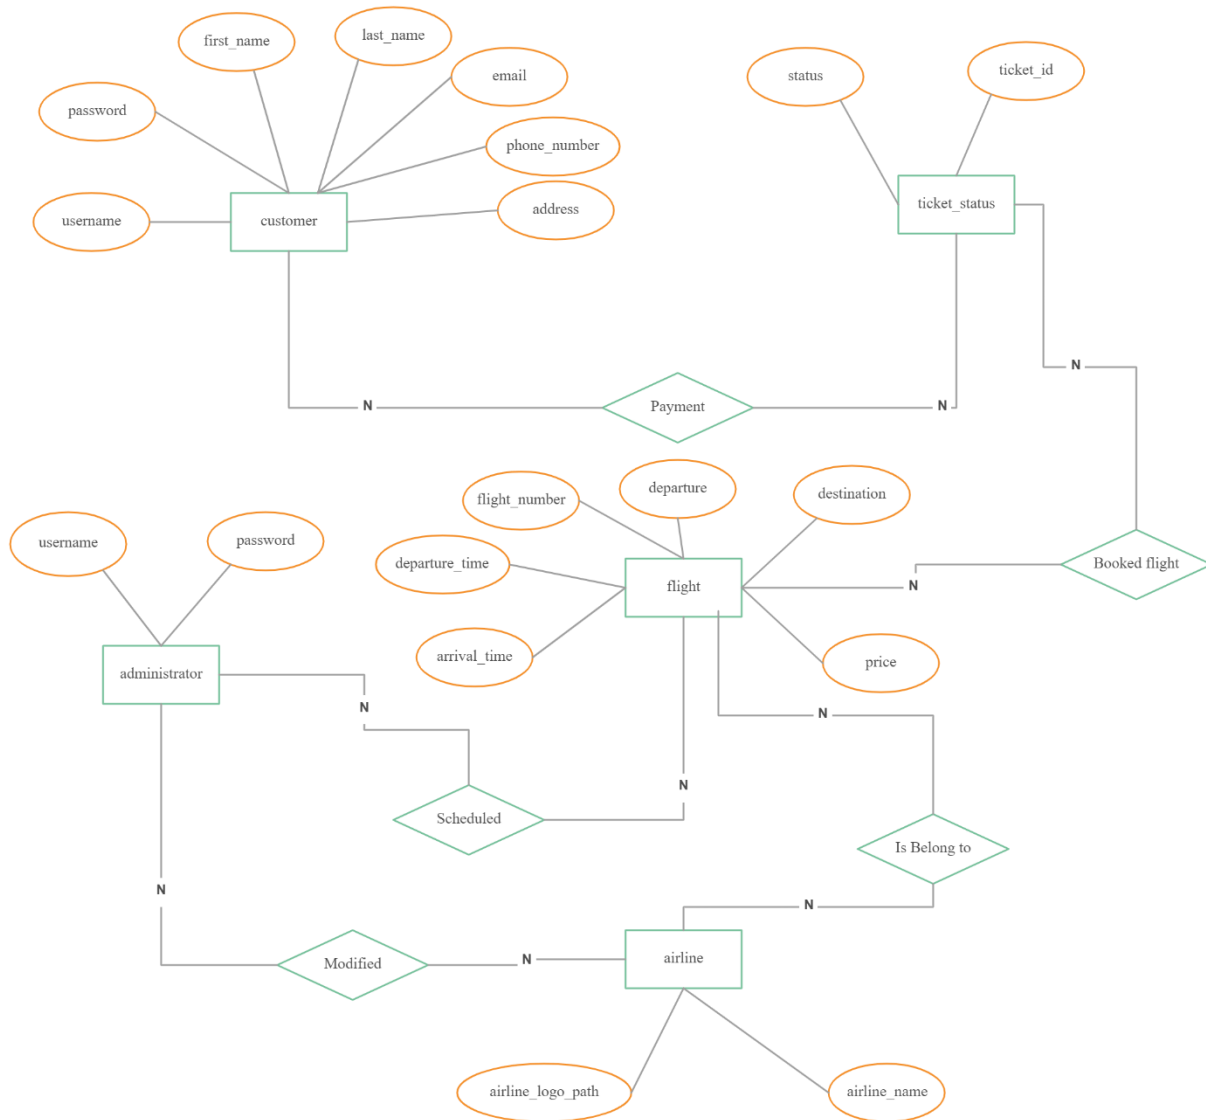 first_name
last_name
email
password
phone_number
username
customer
address
status
ticket_id
ticket_status
N
N
Payment
N
N
flight_number
departure
destination
username
password
departure_time
flight
N
Booked flight
arrival_time
price
administrator
N
N
N
Scheduled
Is Belong to
N
N
Modified
N
airline
airline_logo_path
airline_name